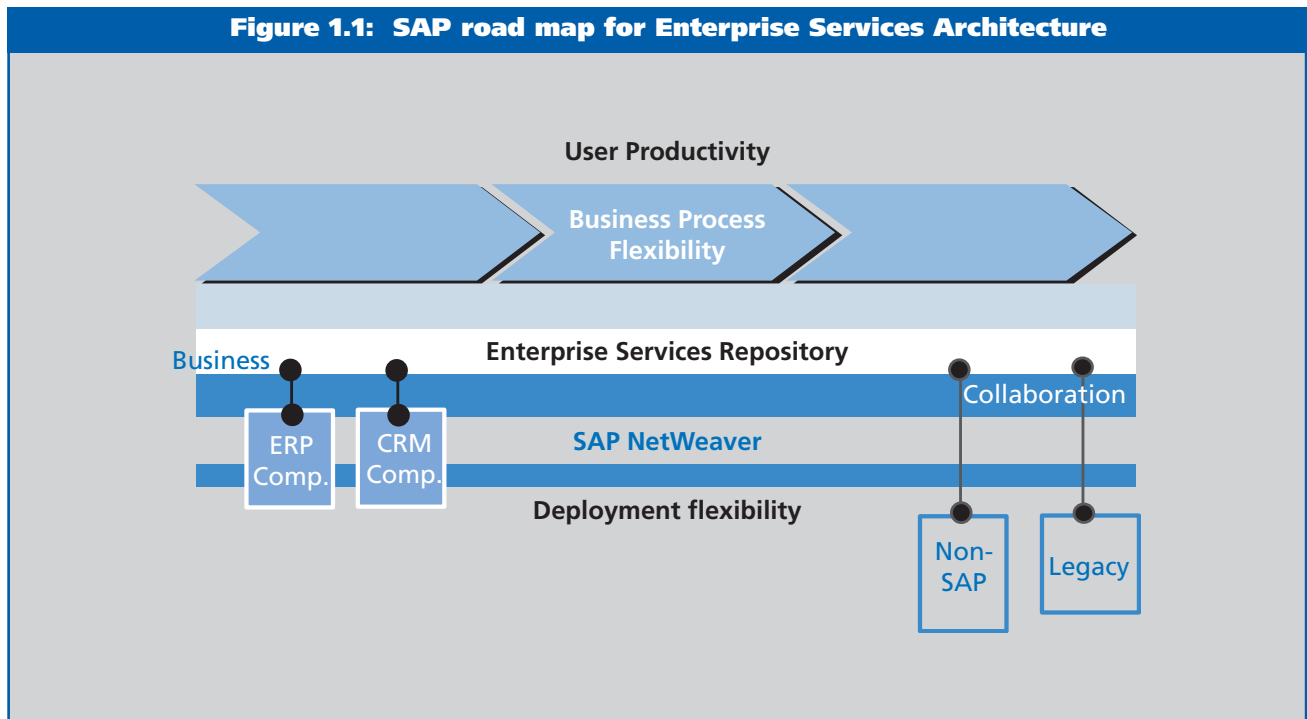 Figure 1.1: SAP road map for Enterprise Services Architecture
User Productivity
Business Process
Flexibility
Enterprise Services Repository
Business
Collaboration
ERP
Comp.
CRM
Comp.
SAP NetWeaver
Deployment flexibility
Non-
SAP
Legacy